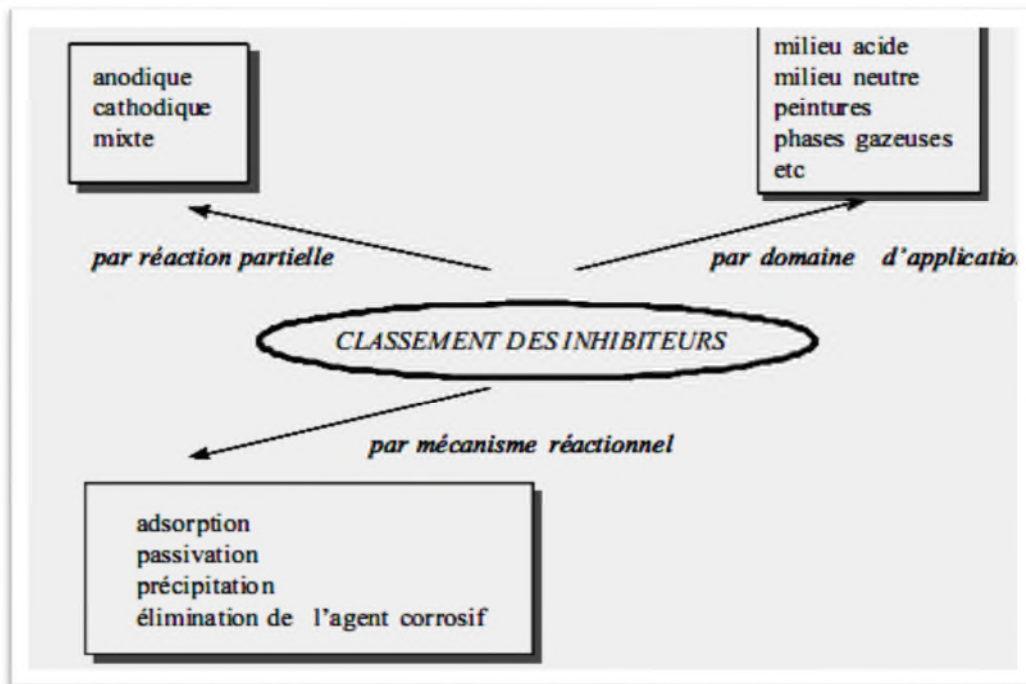 anodique
cathodique
mixte
milieu acide
milieu neutre
peintures
phases gazeuses
etc
par réaction partielle
par domaine d'applicatio
CLASSEMENT DES INHIBITEURS
par mécanisme réactionnel
adsorption
passivation
précipitation
élimination de l'agent corrosif